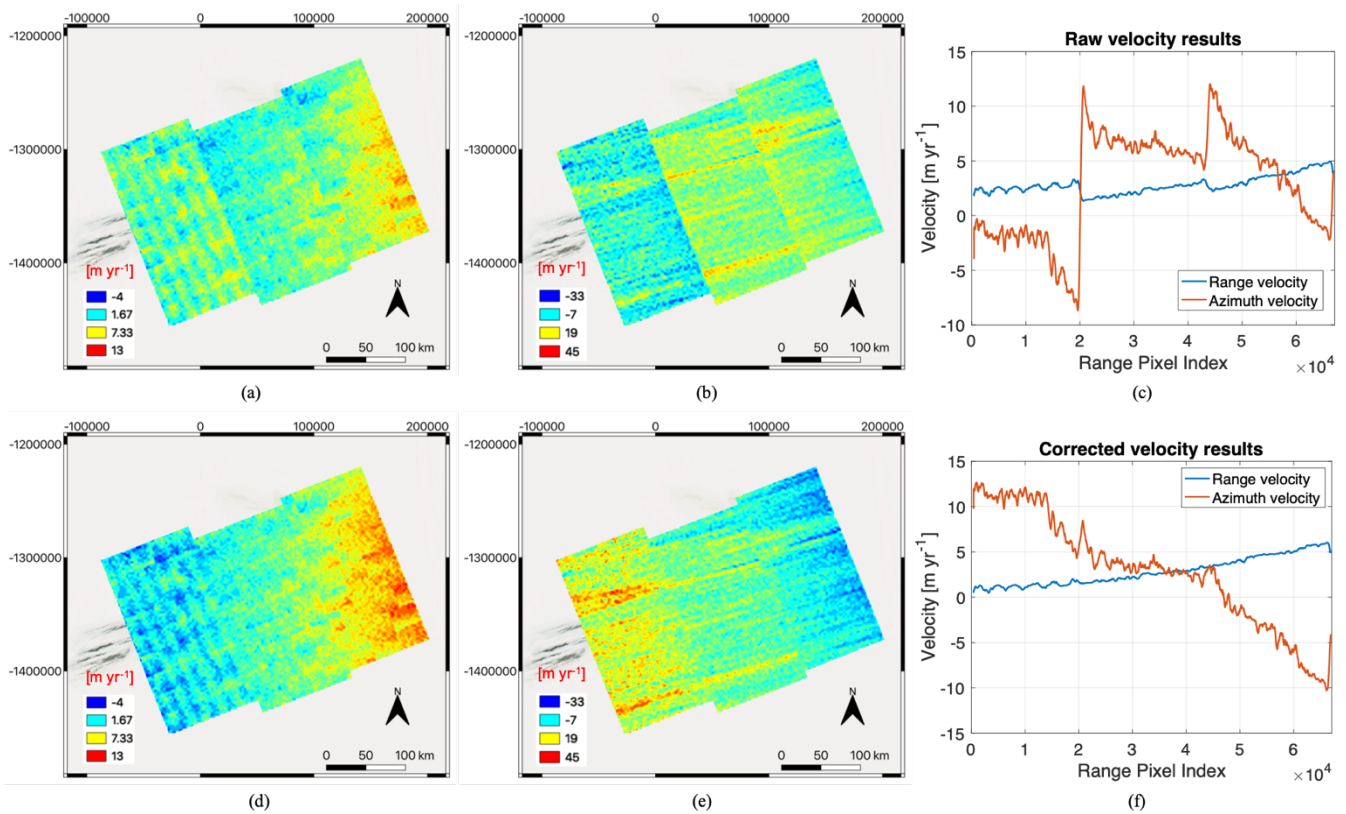 -100000 0 100000 200000
-1200000
-1300000
-1400000
[m yr-1]
-4
1.67
7.33
13
N
0 50 100 km
(a)
-100000 0 100000 200000
-1200000
-1300000
-1400000
[m yr-1]
-33
-7
19
45
N
0 50 100 km
(b)
Raw velocity results
15
10
5
0
-5
-10
Velocity [m yr-1]
Range velocity
Azimuth velocity
0 1 2 3 4 5 6
Range Pixel Index
×10^4
(c)
-100000 0 100000 200000
-1200000
-1300000
-1400000
[m yr-1]
-4
1.67
7.33
13
N
0 50 100 km
(d)
-100000 0 100000 200000
-1200000
-1300000
-1400000
[m yr-1]
-33
-7
19
45
N
0 50 100 km
(e)
Corrected velocity results
15
10
5
0
-5
-10
-15
Velocity [m yr-1]
Range velocity
Azimuth velocity
0 1 2 3 4 5 6
Range Pixel Index
×10^4
(f)